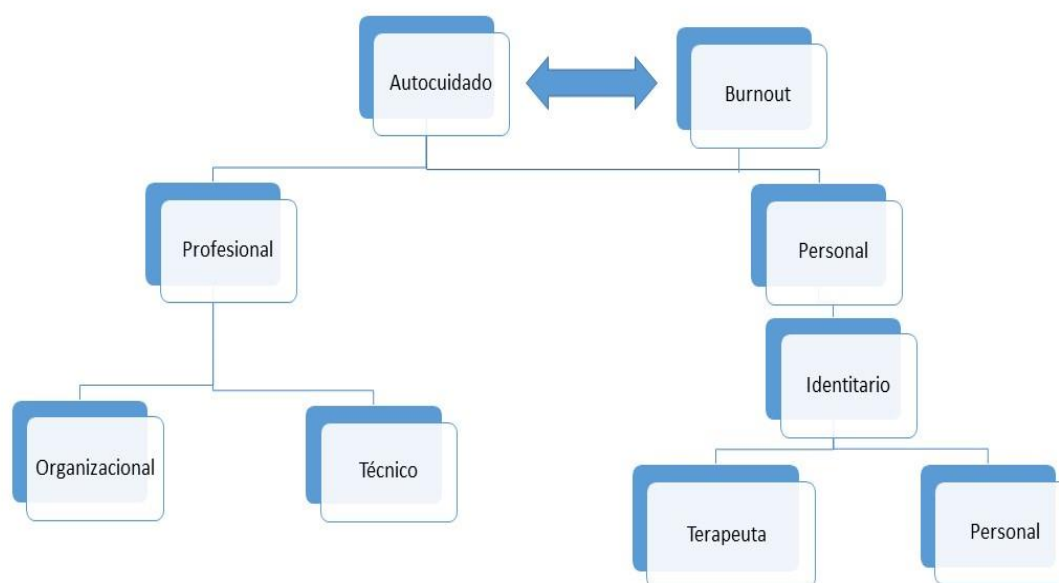 Autocuidado
Burnout
Profesional
Personal
Identitario
Organizacional
Técnico
Terapeuta
Personal